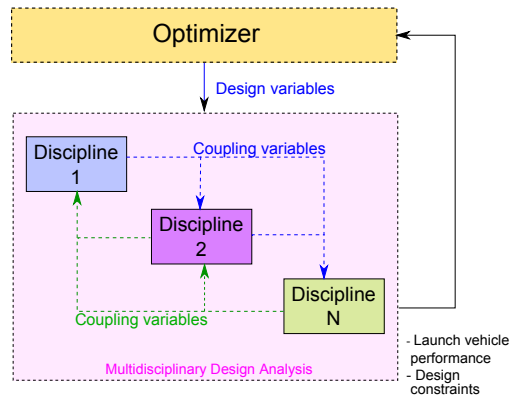 Optimizer
Design variables
Coupling variables
Discipline
1
Discipline
2
Discipline
N
Coupling variables
Multidisciplinary Design Analysis
- Launch vehicle
performance
- Design
constraints